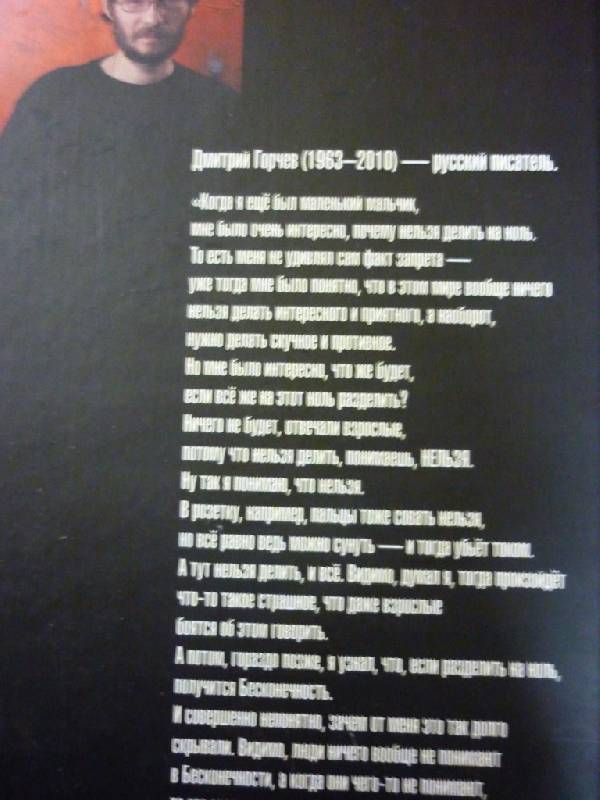 Дмитрий Горчев (1963—2010) — русский писатель.
«Когда я ещё был маленький мальчик,
мне было очень интересно, почему нельзя делить на ноль.
То есть меня не удивлял сам факт запрета —
уже тогда мне было понятно, что в этом мире вообще ничего
нельзя делать интересного и приятного, а наоборот,
нужно делать скучное и противное.
Но мне было интересно, что же будет,
если всё же на этот ноль разделить?
Ничего не будет, отвечали взрослые,
потому что нельзя делить, понимаешь, НЕЛЬЗЯ.
Ну так я понимаю, что нельзя.
В розетку, например, пальцы тоже совать нельзя,
но всё равно ведь можно сунуть — и тогда убьёт током.
А тут нельзя делить, и всё. Видимо, думал я, тогда произойдёт
что-то такое страшное, что даже взрослые
боятся об этом говорить.
А потом, гораздо позже, я узнал, что, если разделить на ноль,
получится Бесконечность.
И совершенно непонятно, зачем от меня это так долго
скрывали. Видимо, люди ничего вообще не понимают
в Бесконечности, а когда они чего-то не понимают,